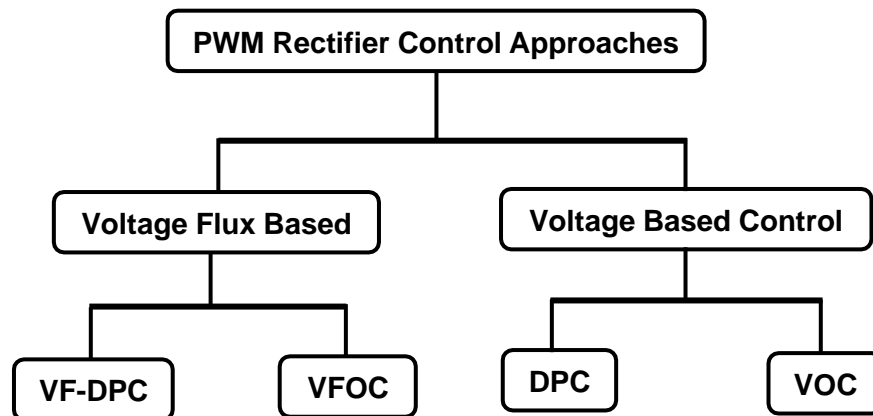 PWM Rectifier Control Approaches
Voltage Flux Based
Voltage Based Control
VF-DPC
VFOC
DPC
VOC